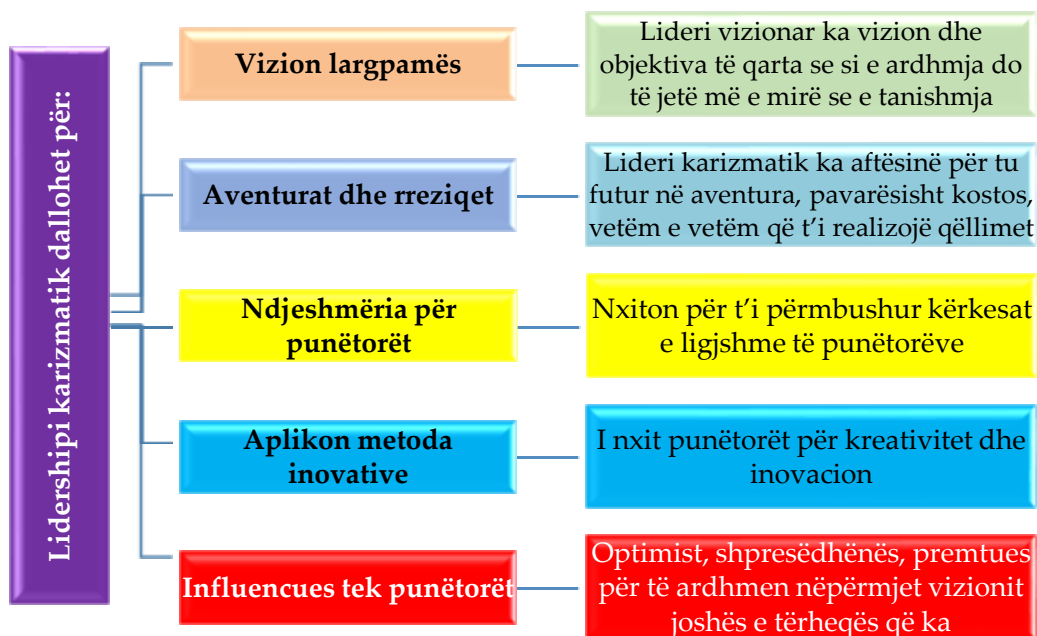 Lidershipi karizmatik dallohet për:
Vizion largpamës
Lideri vizionar ka vizion dhe
objektiva të qarta se si e ardhmja do
të jetë më e mirë se e tanishmja
Aventurat dhe rreziqet
Lideri karizmatik ka aftësinë për tu
futur në aventura, pavarësisht kostos,
vetëm e vetëm që t’i realizojë qëllimet
Ndjeshmëria për
punëtorët
Nxiton për t’i përmbushur kërkesat
e ligjshme të punëtorëve
Aplikon metoda
inovative
I nxit punëtorët për kreativitet dhe
inovacion
Influencues tek punëtorët
Optimist, shpresëdhënës, premtues
për të ardhmen nëpërmjet vizionit
joshës e tërheqës që ka